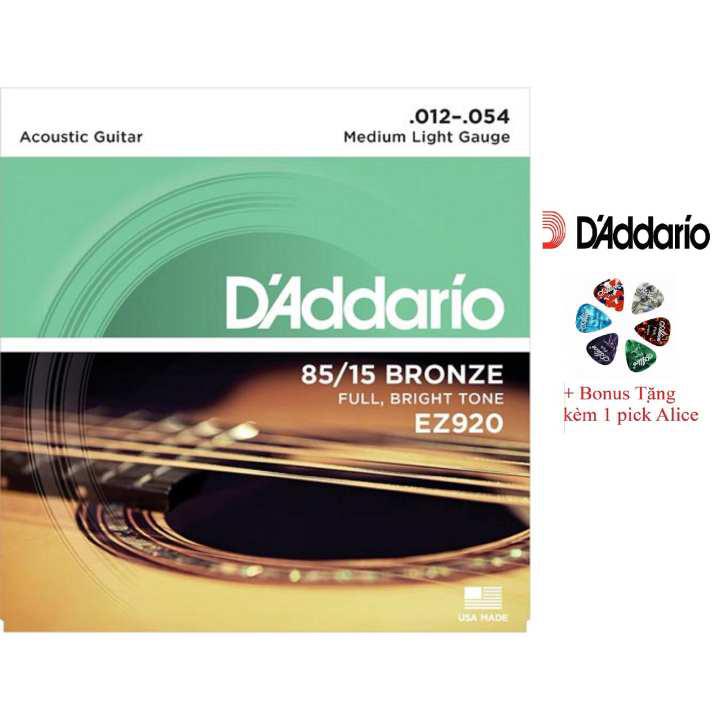 .012–.054
Acoustic Guitar
Medium Light Gauge
D'Addario
85/15 BRONZE
FULL, BRIGHT TONE
EZ920
USA MADE
D'Addario
+ Bonus Tặng
kèm 1 pick Alice